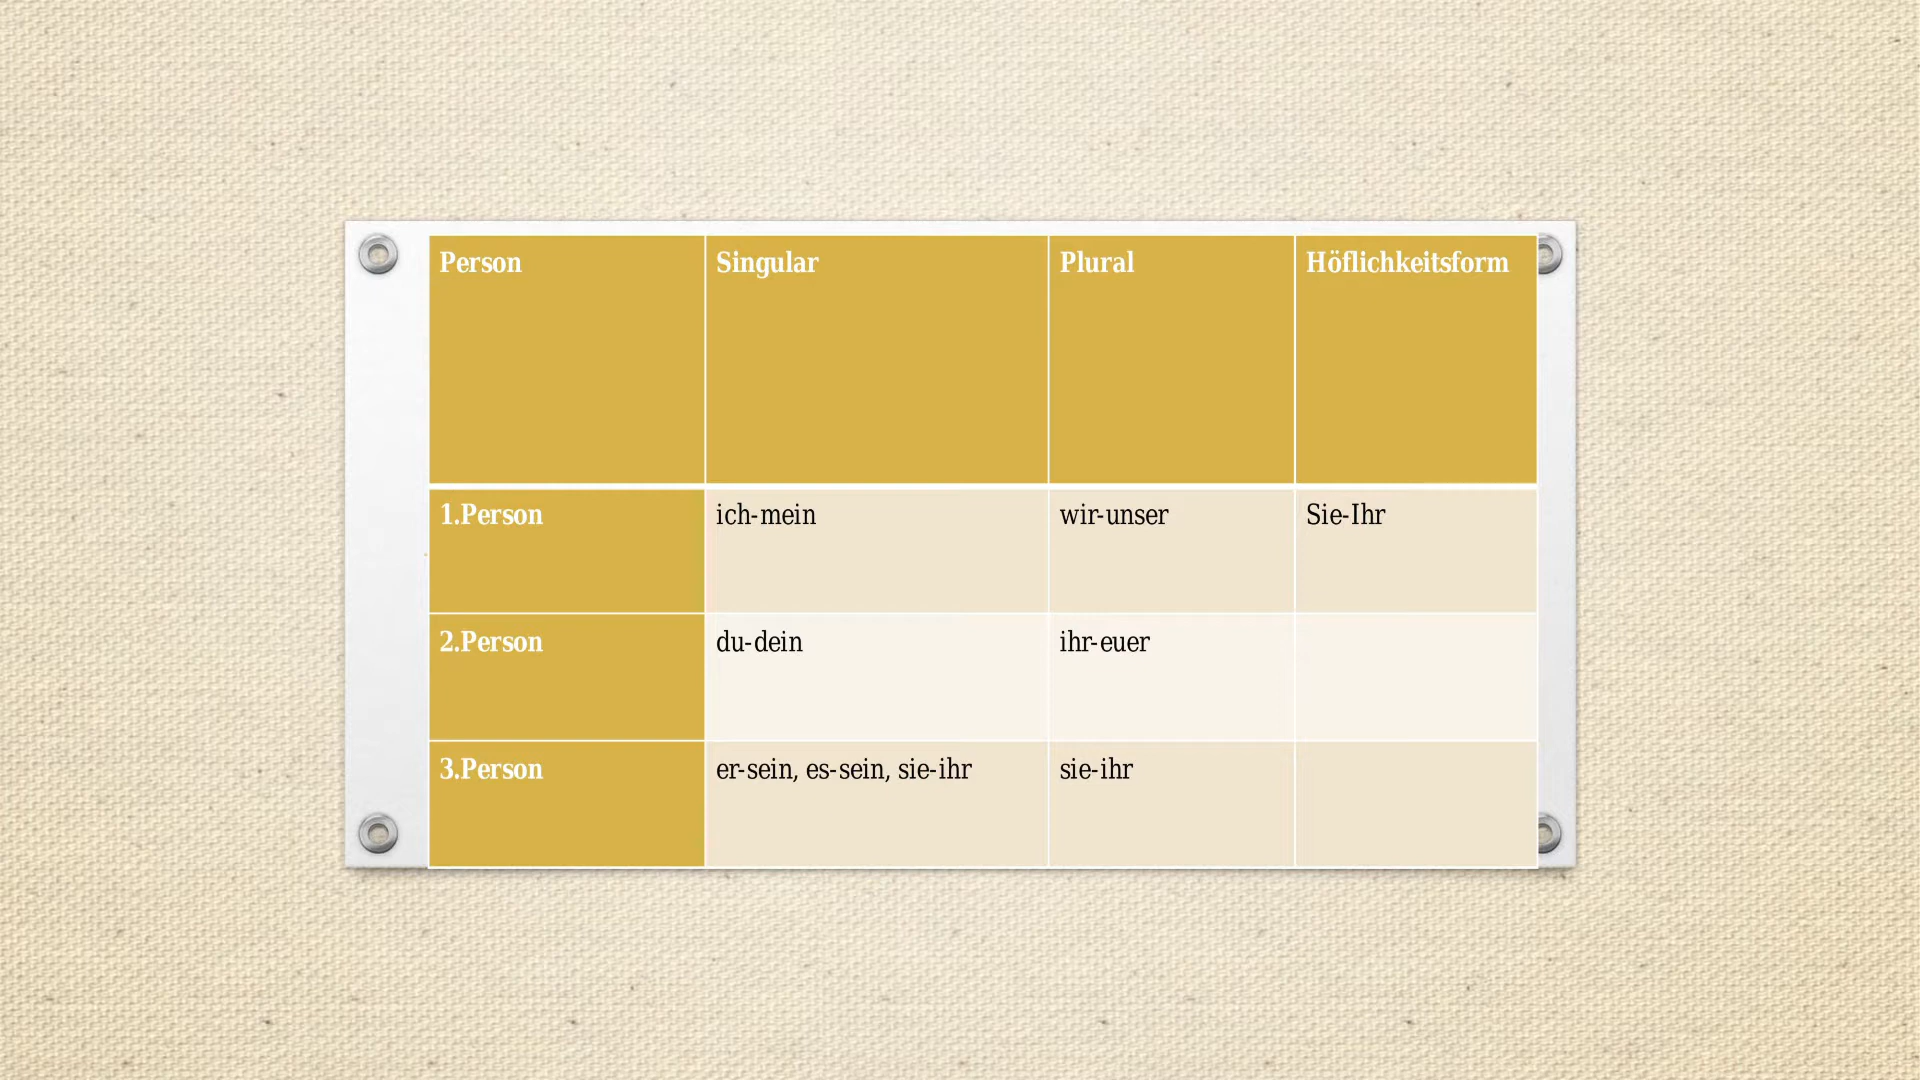 Person Singular Plural Höflichkeitsform
1.Person ich-mein wir-unser Sie-Ihr
2.Person du-dein ihr-euer
3.Person er-sein, es-sein, sie-ihr sie-ihr